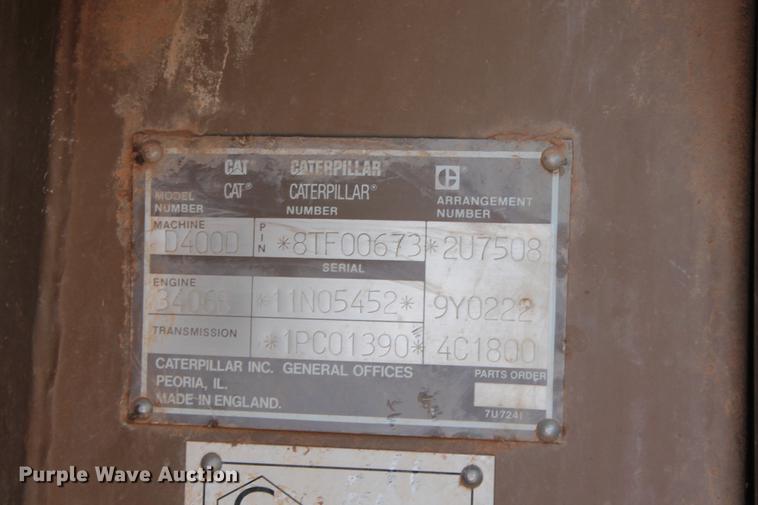 CAT CATERPILLAR C
CAT® CATERPILLAR®
MODEL NUMBER NUMBER ARRANGEMENT NUMBER
MACHINE D400D PIN *8TF00673* 2U7508
SERIAL
ENGINE 3406B *11N05452* 9Y0222
TRANSMISSION *1PC01390* 4C1800
CATERPILLAR INC. GENERAL OFFICES PARTS ORDER
PEORIA, IL.
MADE IN ENGLAND. 7U7241
Purple Wave Auction